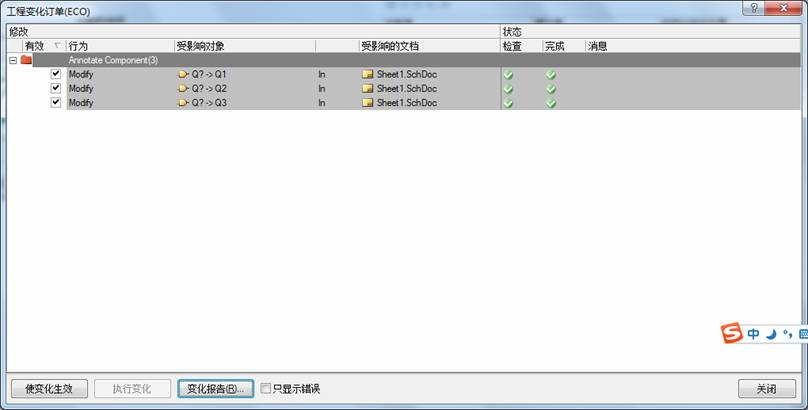 工程变化订单(ECO)
修改 状态
有效 行为 受影响对象 受影响的文档 检查 完成 消息
Annotate Component(3)
Modify Q? -> Q1 In Sheet1.SchDoc
Modify Q? -> Q2 In Sheet1.SchDoc
Modify Q? -> Q3 In Sheet1.SchDoc
S 中
使变化生效 执行变化 变化报告(R)... 只显示错误 关闭